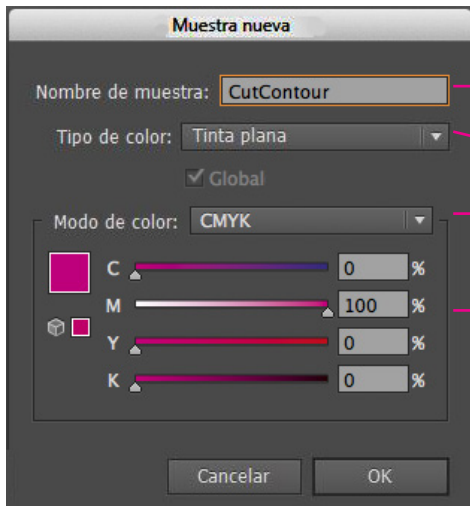 Muestra nueva
Nombre de muestra: CutContour
Tipo de color: Tinta plana
Global
Modo de color: CMYK
C 0 %
M 100 %
Y 0 %
K 0 %
Cancelar OK